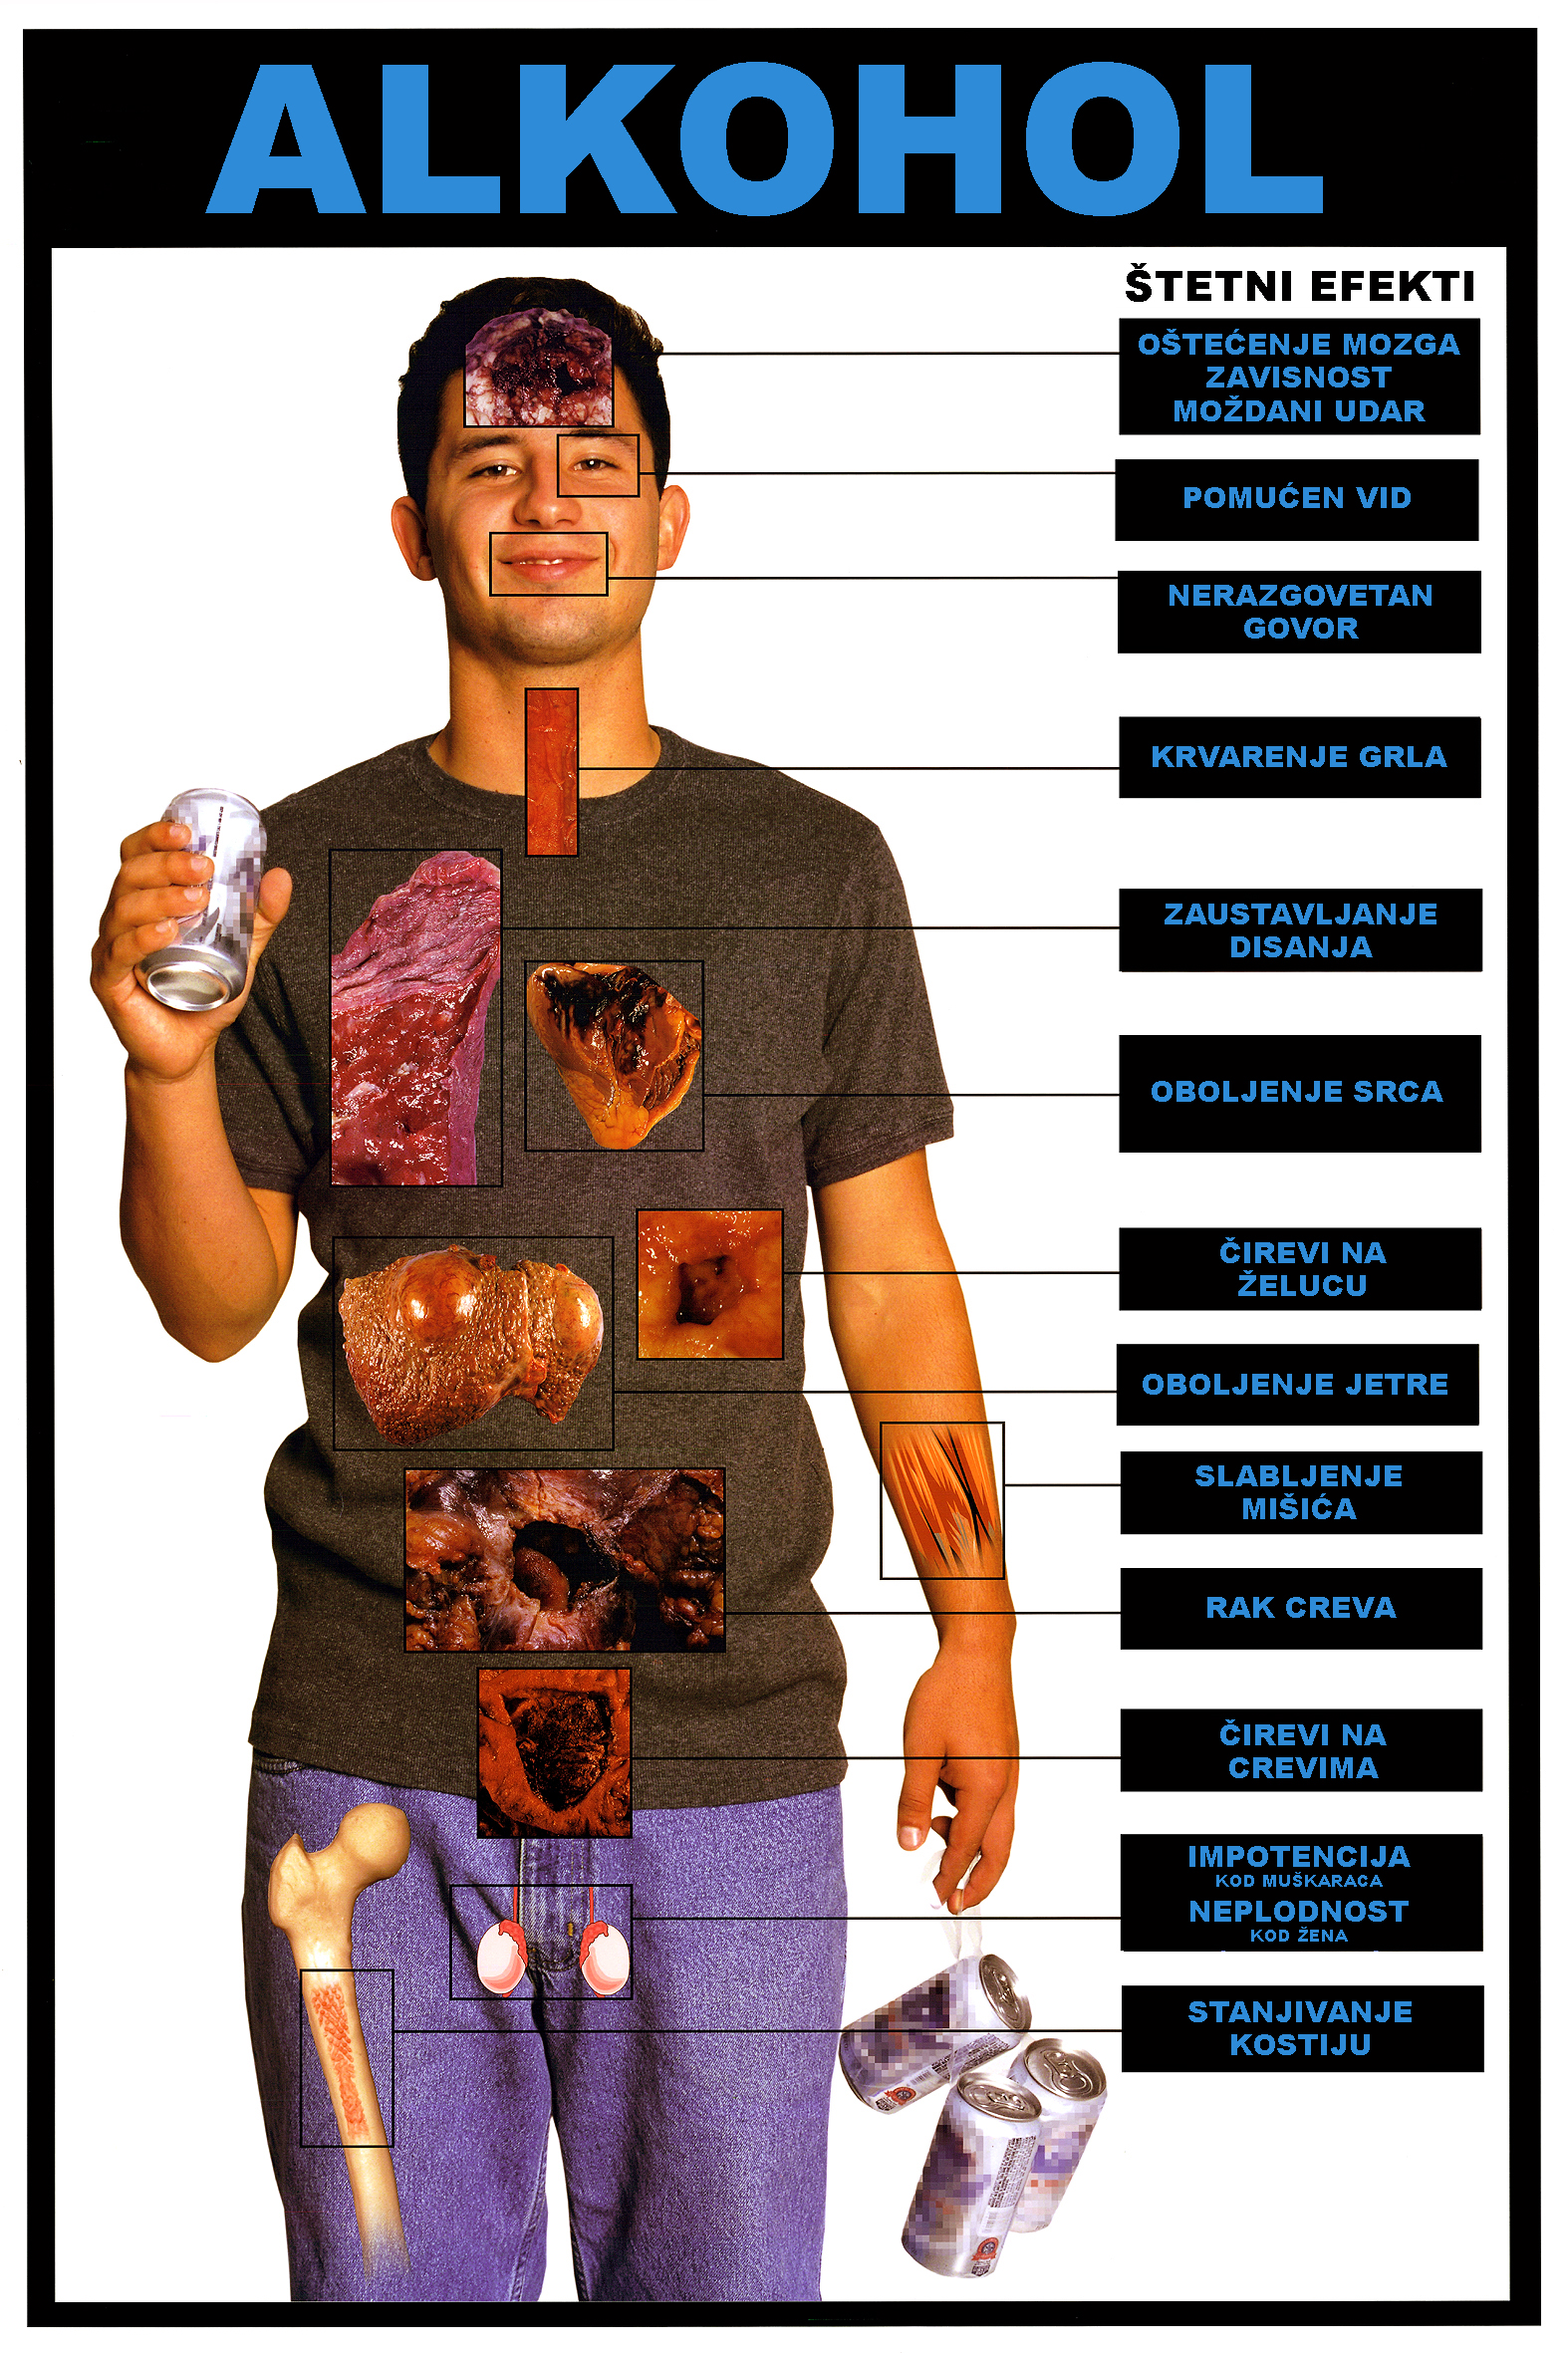 ALKOHOL
ŠTETNI EFEKTI
OŠTEĆENJE MOZGA
ZAVISNOST
MOŽDANI UDAR
POMUĆEN VID
NERAZGOVETAN
GOVOR
KRVARENJE GRLA
ZAUSTAVLJANJE
DISANJA
OBOLJENJE SRCA
ČIREVI NA
ŽELUCU
OBOLJENJE JETRE
SLABLJENJE
MIŠIĆA
RAK CREVA
ČIREVI NA
CREVIMA
IMPOTENCIJA
KOD MUŠKARACA
NEPLODNOST
KOD ŽENA
STANJIVANJE
KOSTIJU